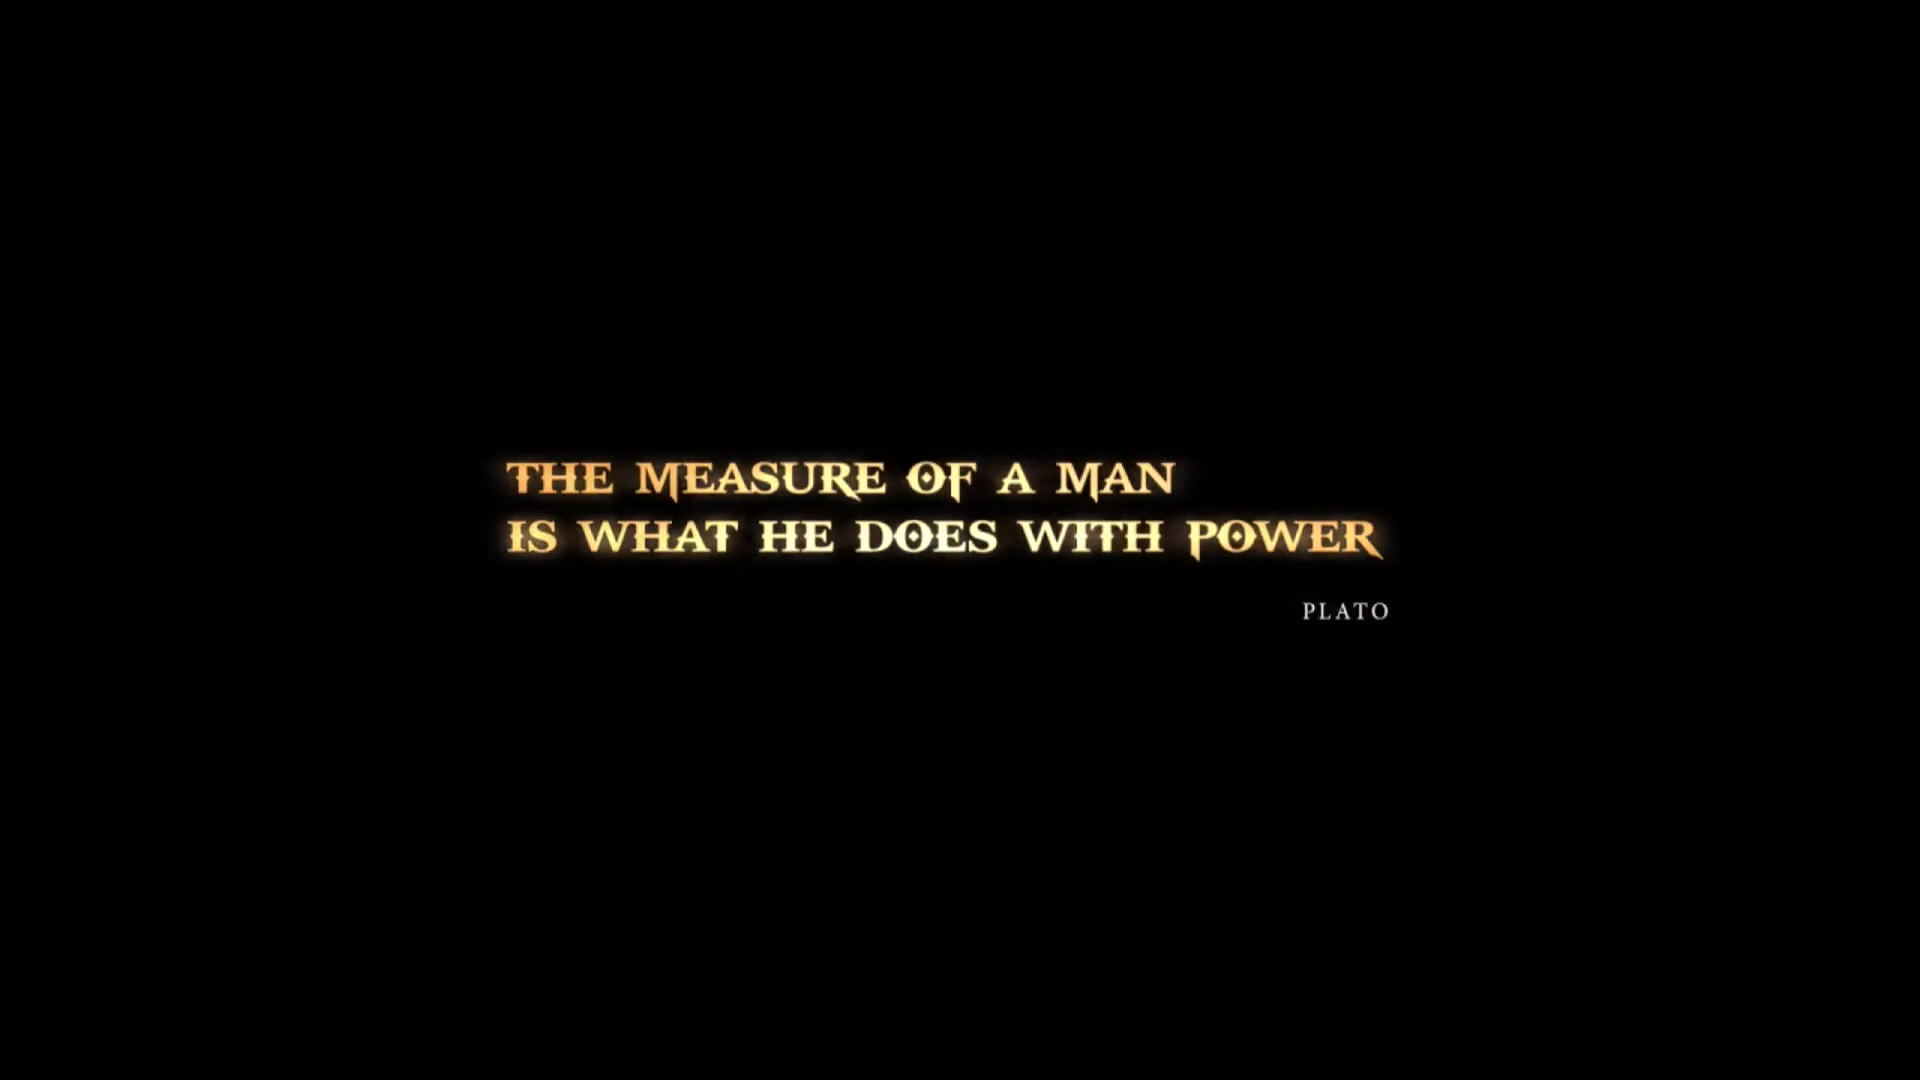 THE MEASURE OF A MAN
IS WHAT HE DOES WITH POWER
PLATO